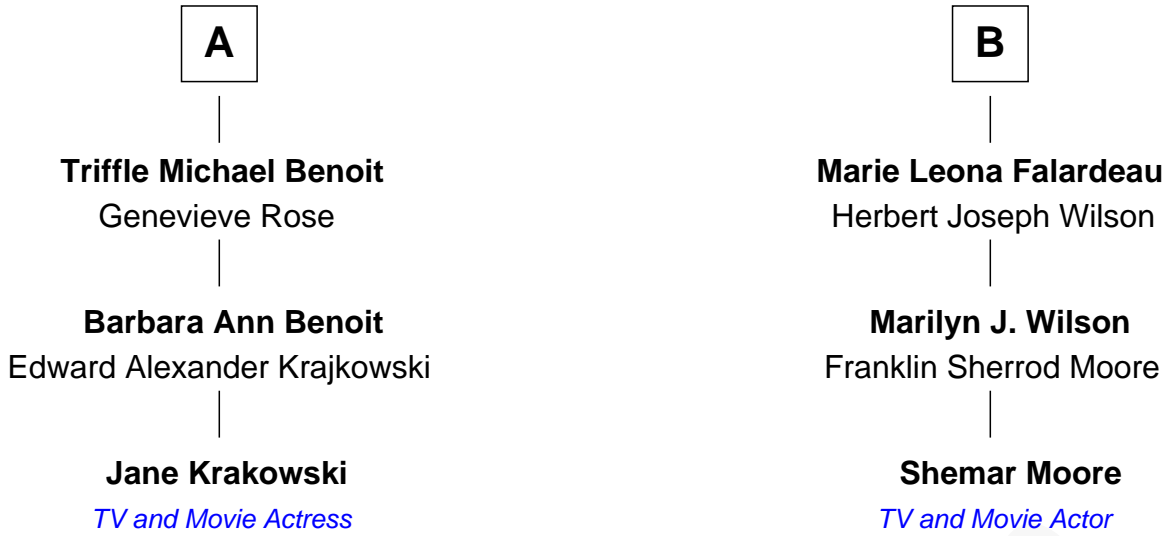 A
B
Triffle Michael Benoit
Marie Leona Falardeau
Genevieve Rose
Herbert Joseph Wilson
Barbara Ann Benoit
Marilyn J. Wilson
Edward Alexander Krajkowski
Franklin Sherrod Moore
Jane Krakowski
Shemar Moore
TV and Movie Actress
TV and Movie Actor